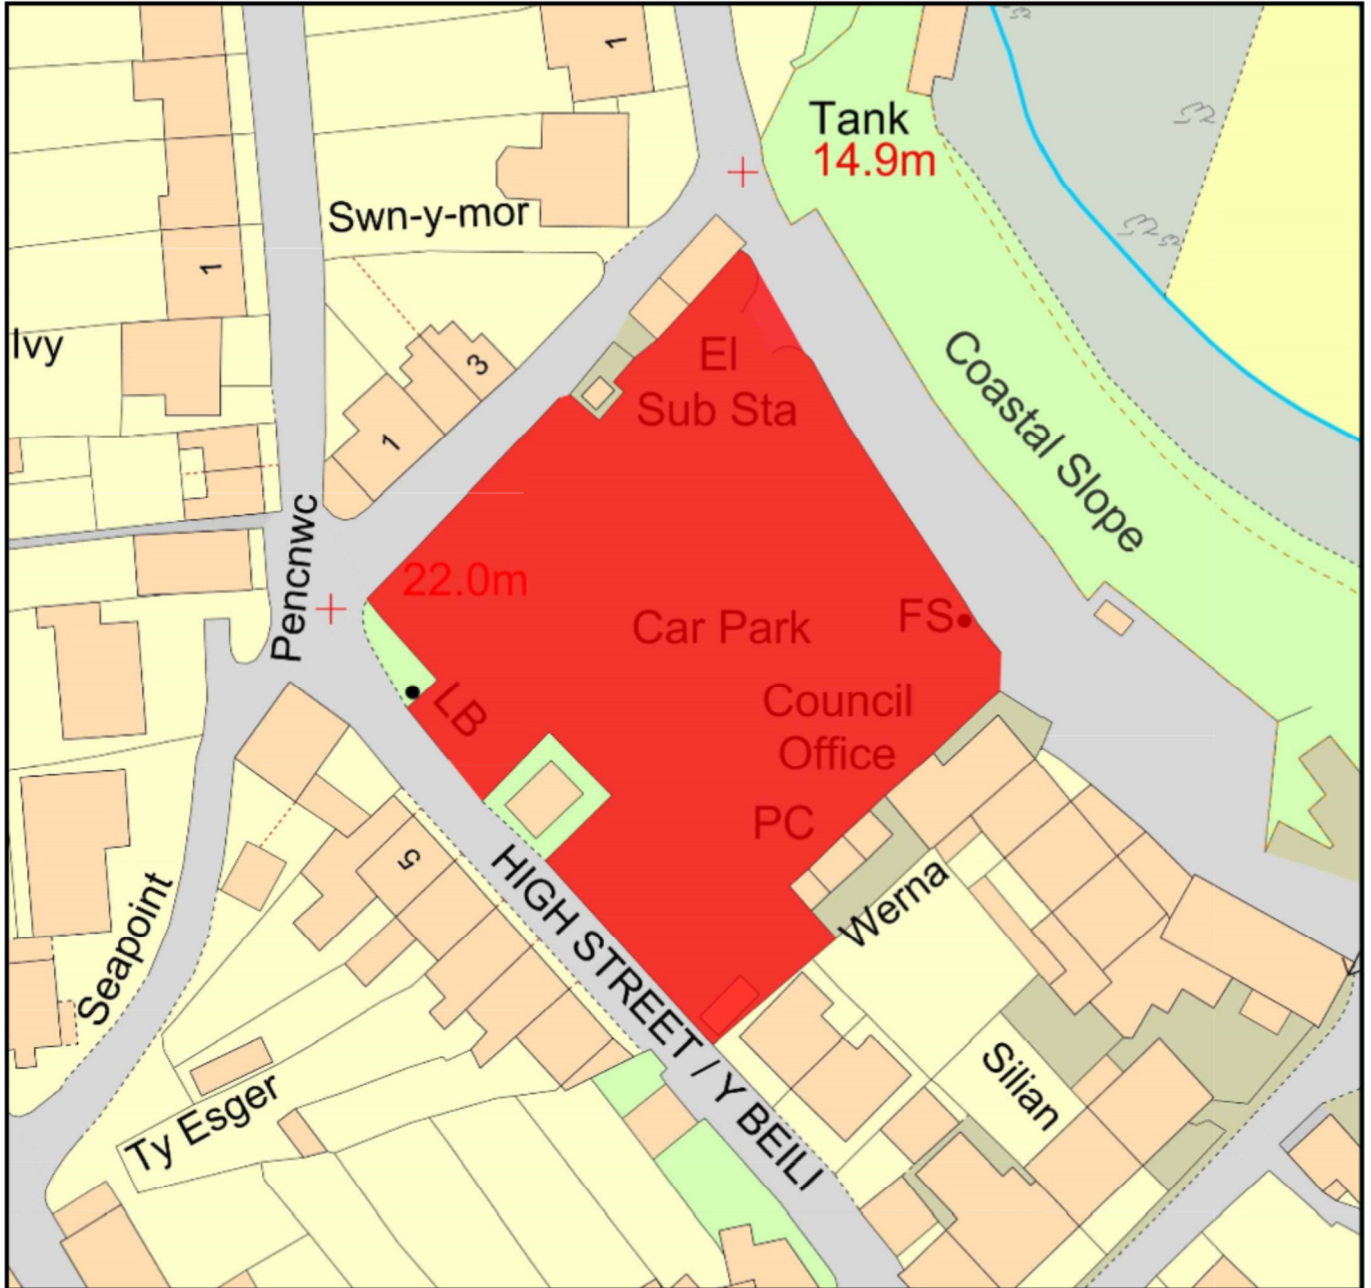 1
Tank
14.9m
Swn-y-mor
1
Ivy
3
El
Sub Sta
1
Coastal Slope
Pencnwc
22.0m
Car Park
FS
LB
Council
Office
PC
5
HIGH STREET / Y BEILI
Werna
Seapoint
Silian
Ty Esger